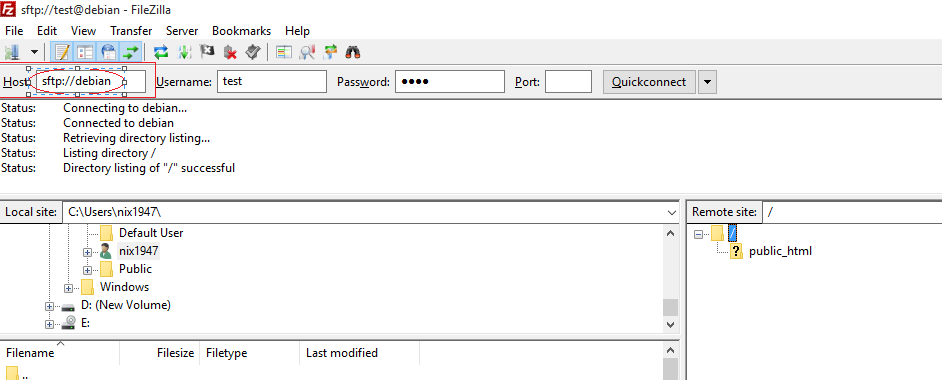 sftp://test@debian - FileZilla
File Edit View Transfer Server Bookmarks Help
Host: sftp://debian Username: test Password: •••• Port: Quickconnect
Status: Connecting to debian...
Status: Connected to debian
Status: Retrieving directory listing...
Status: Listing directory /
Status: Directory listing of "/" successful
Local site: C:\Users\nix1947\ Remote site: /
Default User /
nix1947 ? public_html
Public
Windows
D: (New Volume)
E:
Filename Filesize Filetype Last modified
..